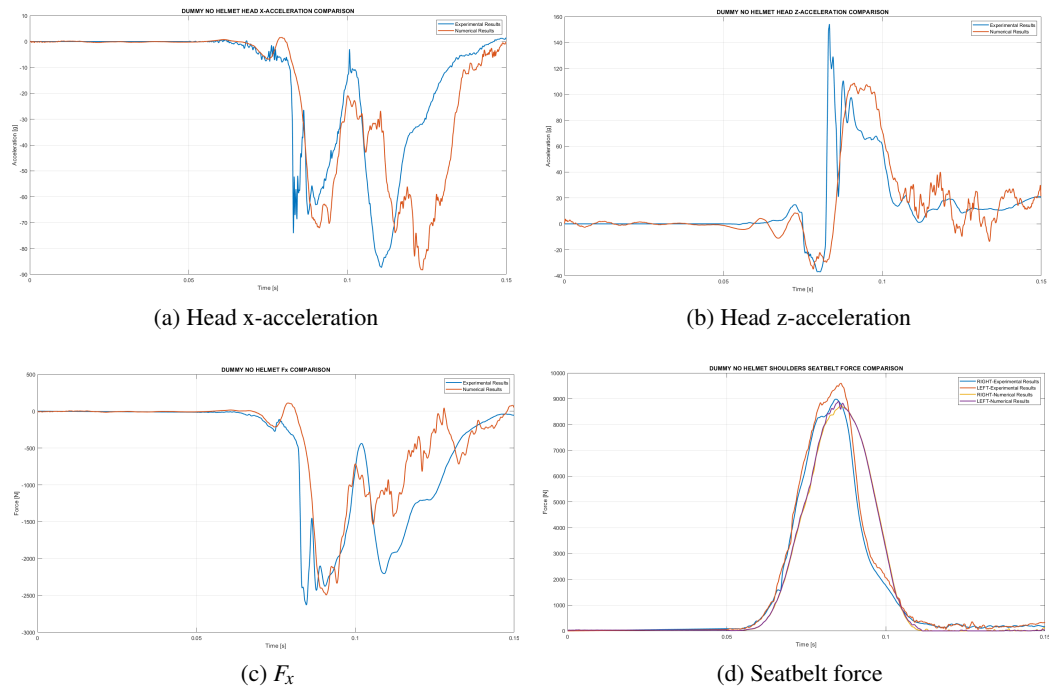 DUMMY NO HELMET HEAD X-ACCELERATION COMPARISON
Experimental Results
Numerical Results
10
0
-10
-20
-30
-40
-50
-60
-70
-80
-90
Acceleration [g]
0
0.05
0.1
0.15
Time [s]
(a) Head x-acceleration
DUMMY NO HELMET HEAD Z-ACCELERATION COMPARISON
Experimental Results
Numerical Results
160
140
120
100
80
60
40
20
0
-20
-40
Acceleration [g]
0
0.05
0.1
0.15
Time [s]
(b) Head z-acceleration
DUMMY NO HELMET Fx COMPARISON
Experimental Results
Numerical Results
500
0
-500
-1000
-1500
-2000
-2500
-3000
Force [N]
0
0.05
0.1
0.15
Time [s]
(c) Fx
DUMMY NO HELMET SHOULDERS SEATBELT FORCE COMPARISON
RIGHT-Experimental Results
LEFT-Experimental Results
RIGHT-Numerical Results
LEFT-Numerical Results
10000
9000
8000
7000
6000
5000
4000
3000
2000
1000
0
Force [N]
0
0.05
0.1
0.15
Time [s]
(d) Seatbelt force